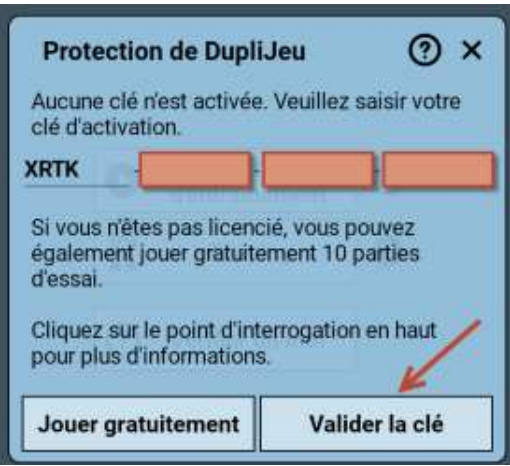 Protection de DupliJeu ? ×
Aucune clé n'est activée. Veuillez saisir votre
clé d'activation.
XRTK - - -
Si vous n'êtes pas licencié, vous pouvez
également jouer gratuitement 10 parties
d'essai.
Cliquez sur le point d'interrogation en haut
pour plus d'informations.
Jouer gratuitement Valider la clé